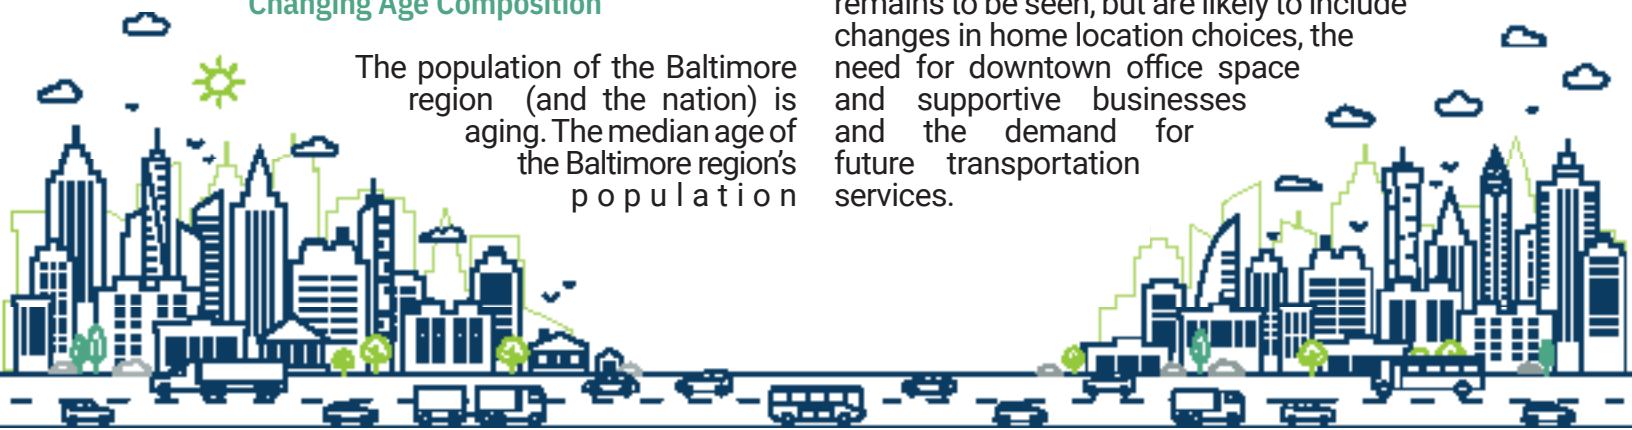 Changing Age Composition
The population of the Baltimore
region (and the nation) is
aging. The median age of
the Baltimore region's
population
remains to be seen, but are likely to include
changes in home location choices, the
need for downtown office space
and supportive businesses
and the demand for
future transportation
services.